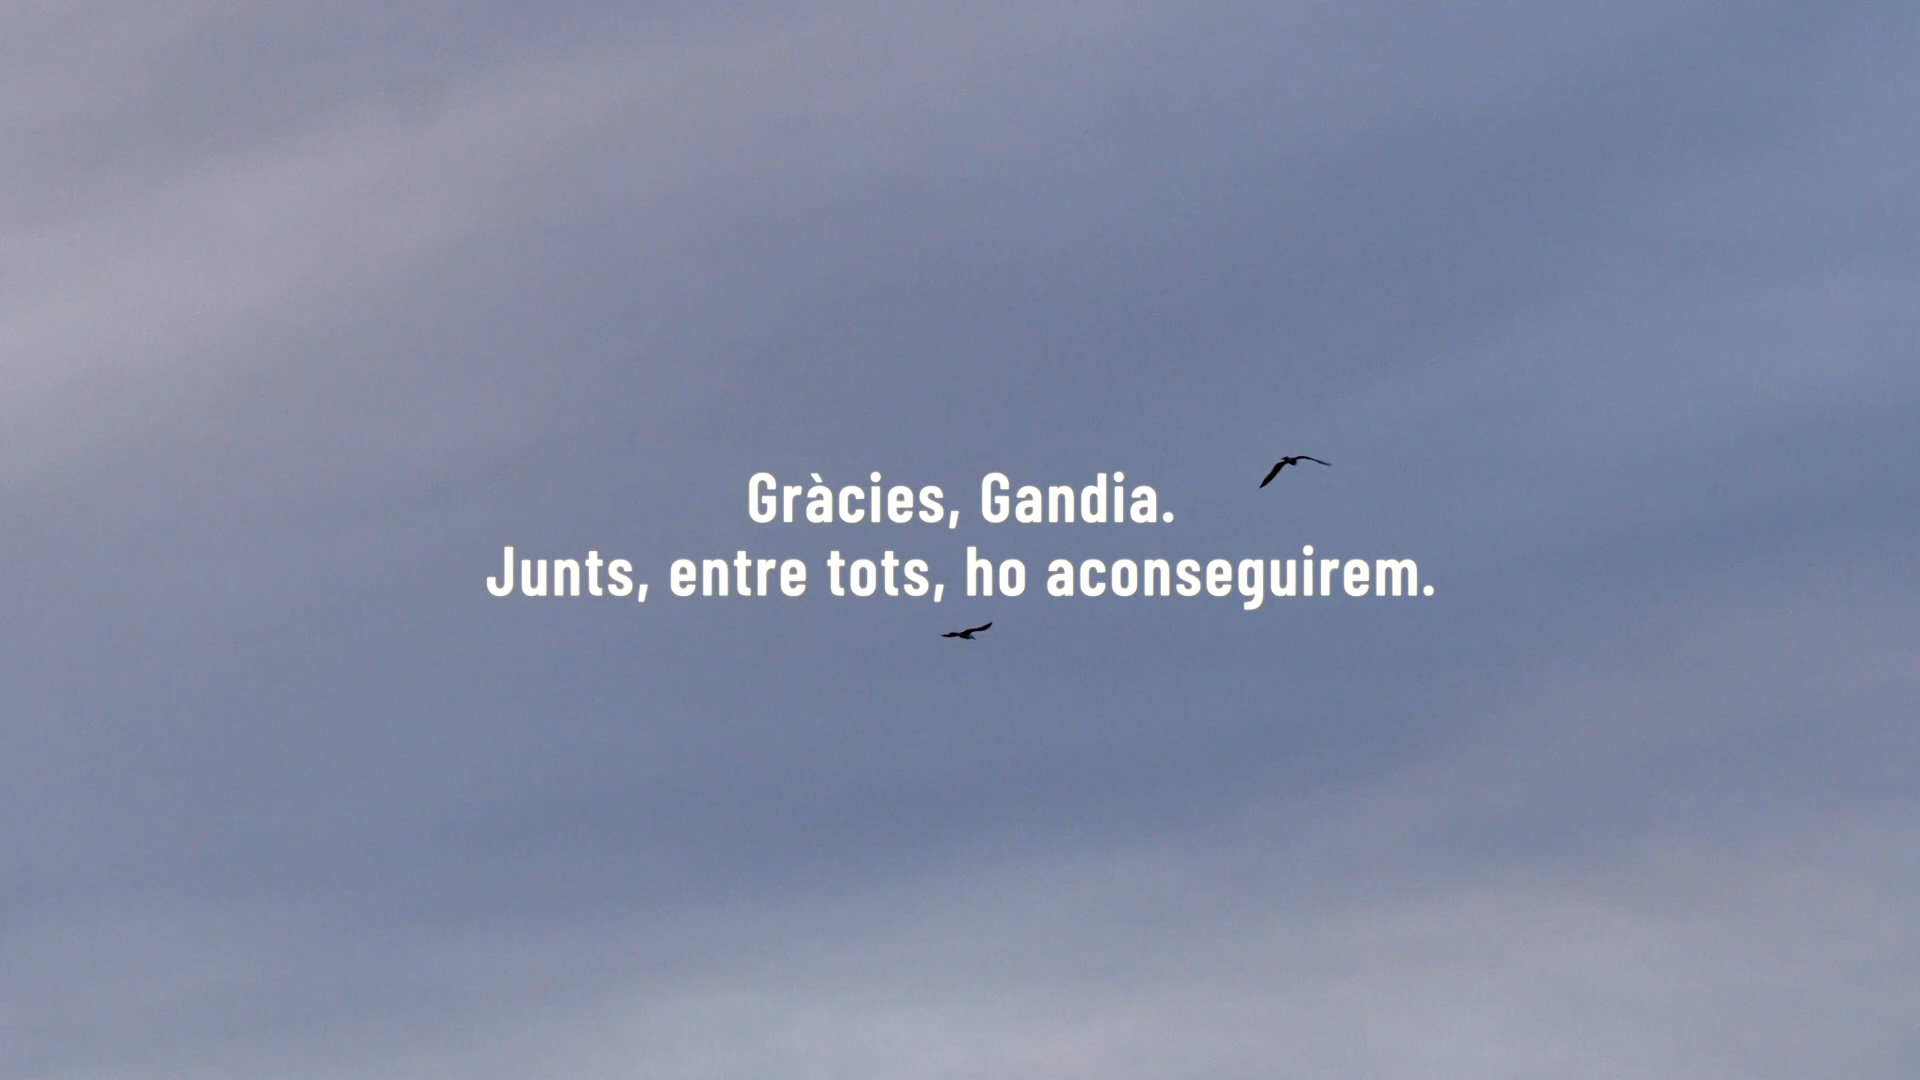 Gràcies, Gandia.
Junts, entre tots, ho aconseguirem.